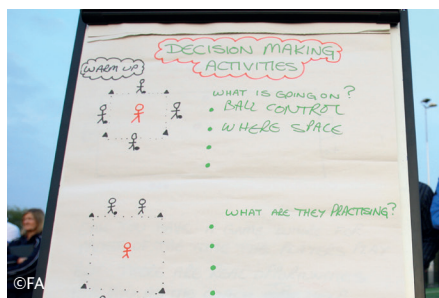 DECISION MAKING
ACTIVITIES
WARM UP
WHAT IS GOING ON?
• BALL CONTROL
• WHERE SPACE
•
•
WHAT ARE THEY PRACTISING?
•
•
•
•
©FA